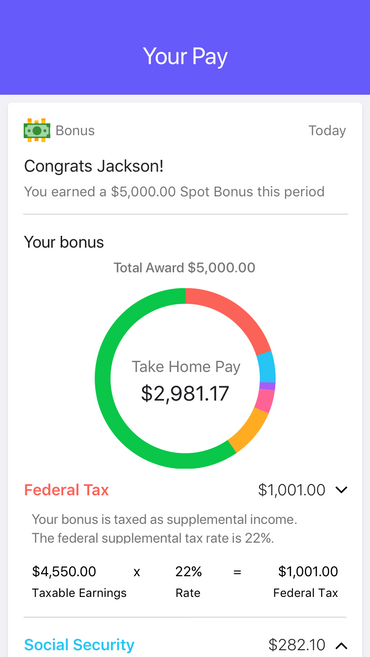 Your Pay
Bonus Today
Congrats Jackson!
You earned a $5,000.00 Spot Bonus this period
Your bonus
Total Award $5,000.00
Take Home Pay
$2,981.17
Federal Tax $1,001.00
Your bonus is taxed as supplemental income.
The federal supplemental tax rate is 22%.
$4,550.00 x 22% = $1,001.00
Taxable Earnings Rate Federal Tax
Social Security $282.10